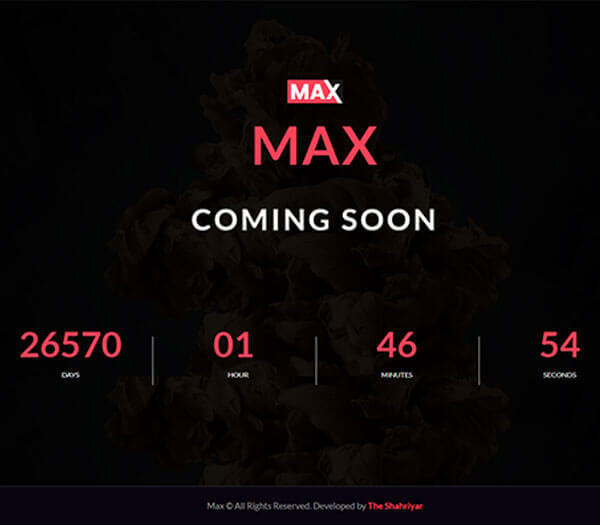 MAX
MAX
COMING SOON
26570 01 46 54
DAYS HOUR MINUTES SECONDS
Max © All Rights Reserved. Developed by The Shahriyar